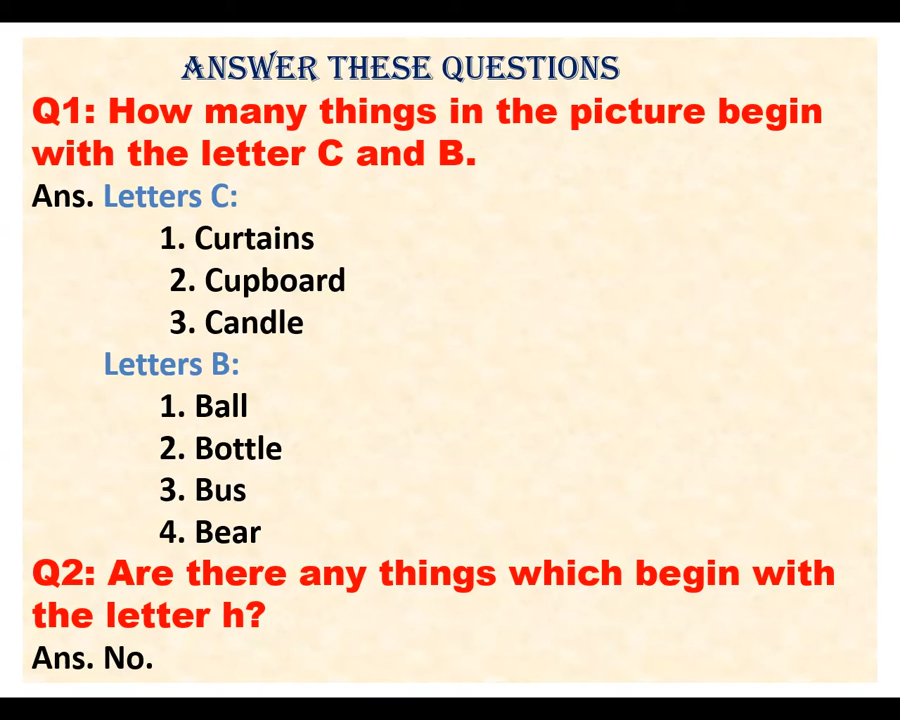 ANSWER THESE QUESTIONS
Q1: How many things in the picture begin
with the letter C and B.
Ans. Letters C:
1. Curtains
2. Cupboard
3. Candle
Letters B:
1. Ball
2. Bottle
3. Bus
4. Bear
Q2: Are there any things which begin with
the letter h?
Ans. No.